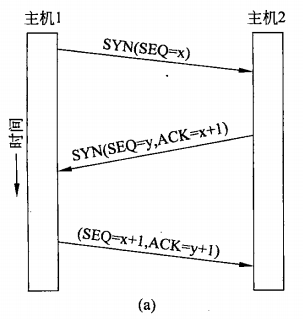 主机1
主机2
SYN(SEQ=x)
SYN(SEQ=y,ACK=x+1)
时间
(SEQ=x+1,ACK=y+1)
(a)